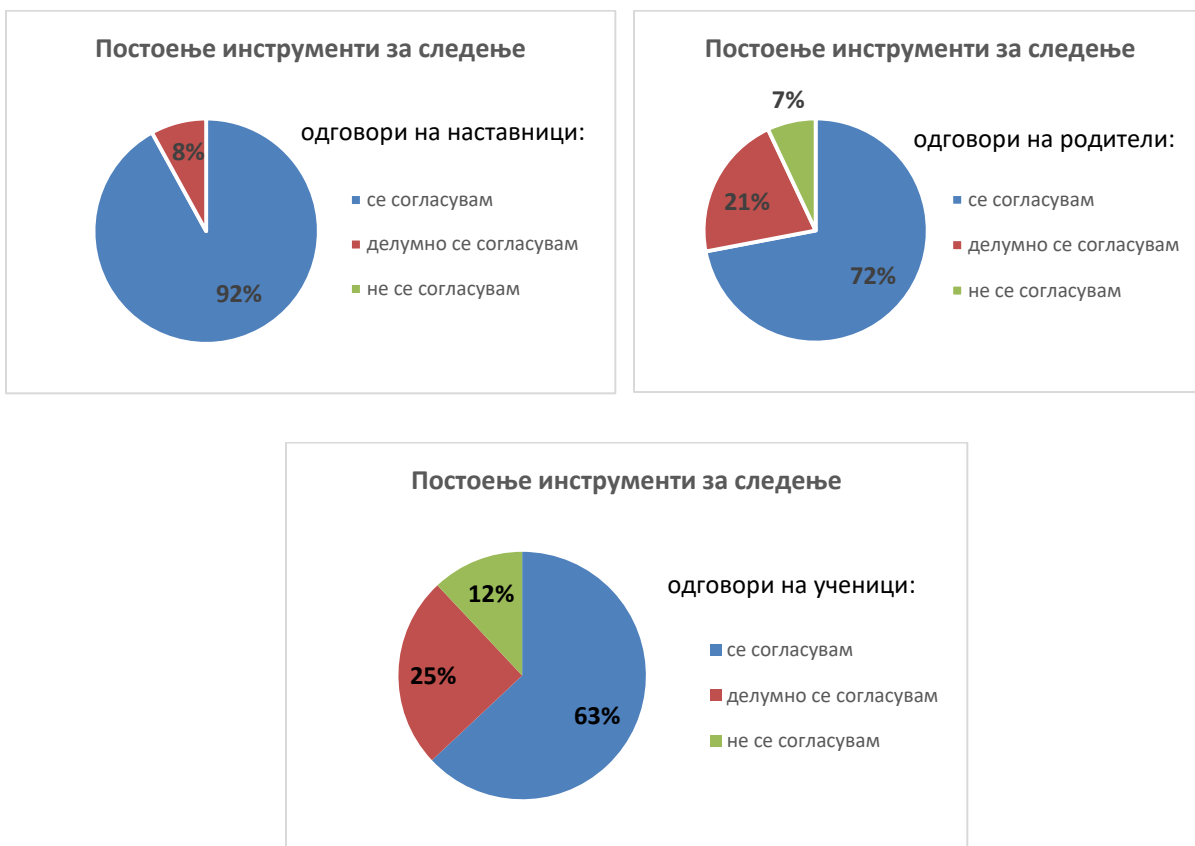 Постоење инструменти за следење
одговори на наставници:
8%
92%
се согласувам
делумно се согласувам
не се согласувам
Постоење инструменти за следење
7%
одговори на родители:
21%
72%
се согласувам
делумно се согласувам
не се согласувам
Постоење инструменти за следење
одговори на ученици:
12%
25%
63%
се согласувам
делумно се согласувам
не се согласувам